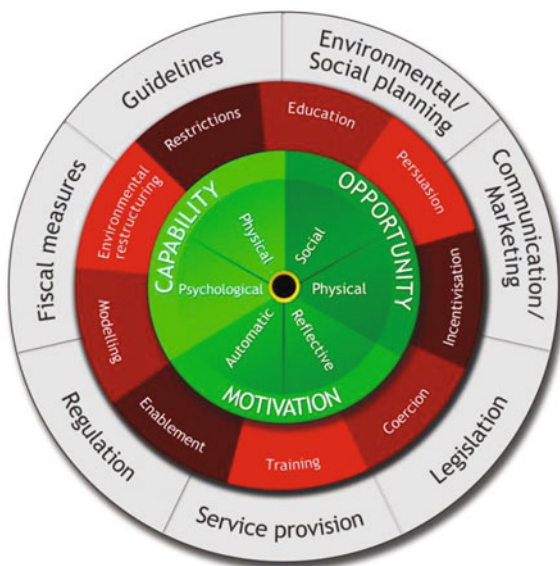 Environmental/
Social planning
Communication/
Marketing
Legislation
Service provision
Regulation
Fiscal measures
Guidelines
Education
Persuasion
Incentivisation
Coercion
Training
Enablement
Modelling
Environmental
restructuring
Restrictions
CAPABILITY
Physical
Psychological
OPPORTUNITY
Social
Physical
MOTIVATION
Automatic
Reflective